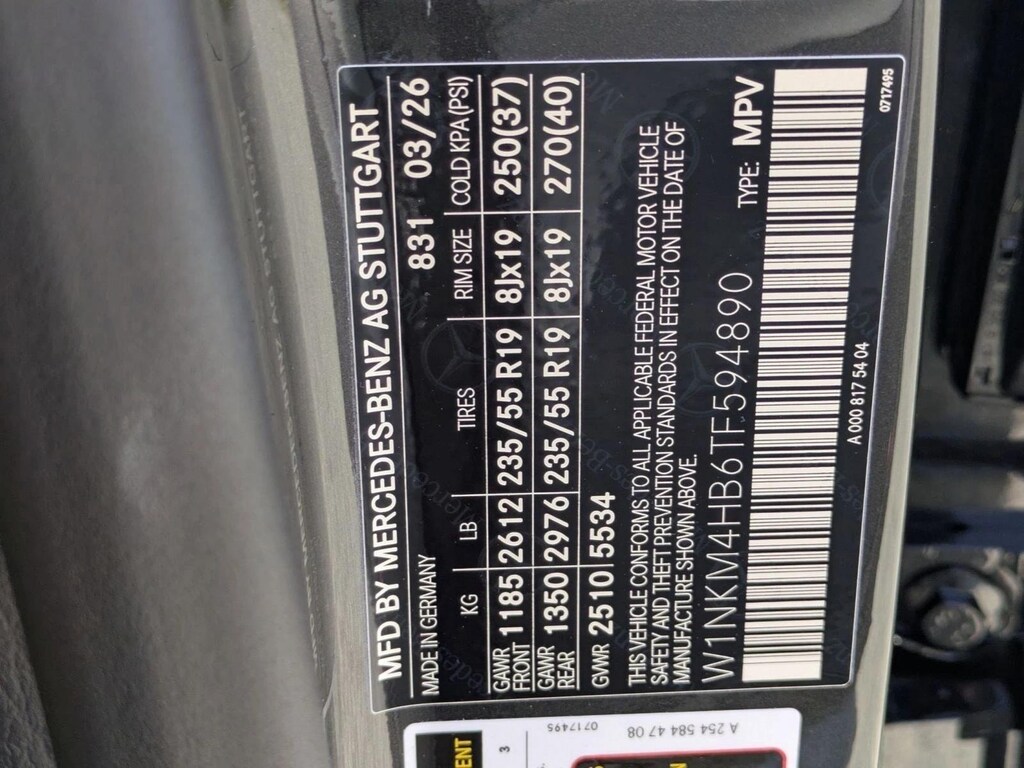 MFD BY MERCEDES-BENZ AG STUTTGART
MADE IN GERMANY 831 03/26
KG LB TIRES RIM SIZE COLD KPA(PSI)
GAWR FRONT 1185 2612 235/55 R19 8Jx19 250(37)
GAWR REAR 1350 2976 235/55 R19 8Jx19 270(40)
GVWR 2510 5534
THIS VEHICLE CONFORMS TO ALL APPLICABLE FEDERAL MOTOR VEHICLE
SAFETY AND THEFT PREVENTION STANDARDS IN EFFECT ON THE DATE OF
MANUFACTURE SHOWN ABOVE.
W1NKM4HB6TF594890 TYPE: MPV
A 000 817 54 04
0717495
3
0717495
A 254 584 47 08